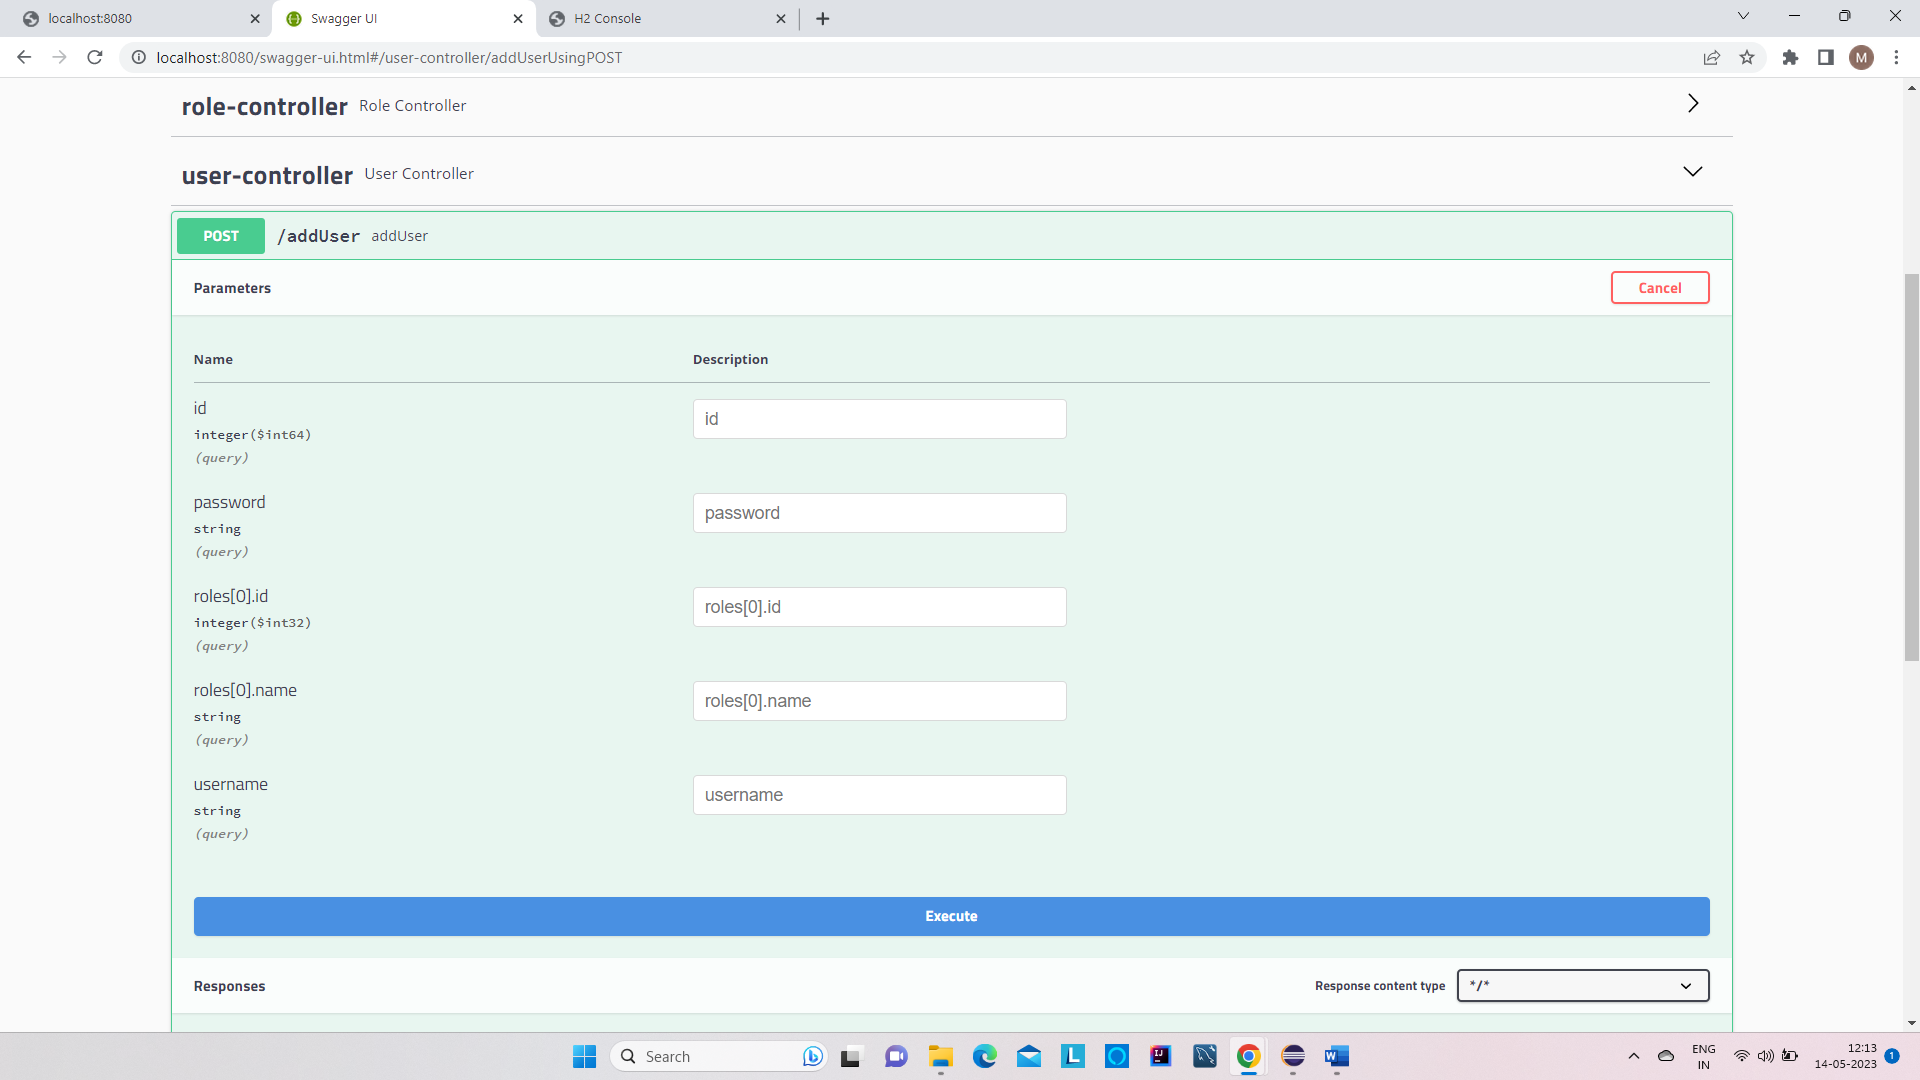 localhost:8080
Swagger UI
H2 Console
localhost:8080/swagger-ui.html#/user-controller/addUserUsingPOST
M
role-controller Role Controller
user-controller User Controller
POST /addUser addUser
Parameters
Cancel
Name Description
id
integer($int64)
(query)
id
password
string
(query)
password
roles[0].id
integer($int32)
(query)
roles[0].id
roles[0].name
string
(query)
roles[0].name
username
string
(query)
username
Execute
Responses
Response content type */*
Search
L
IJ
W
ENG
IN
12:13
14-05-2023
1